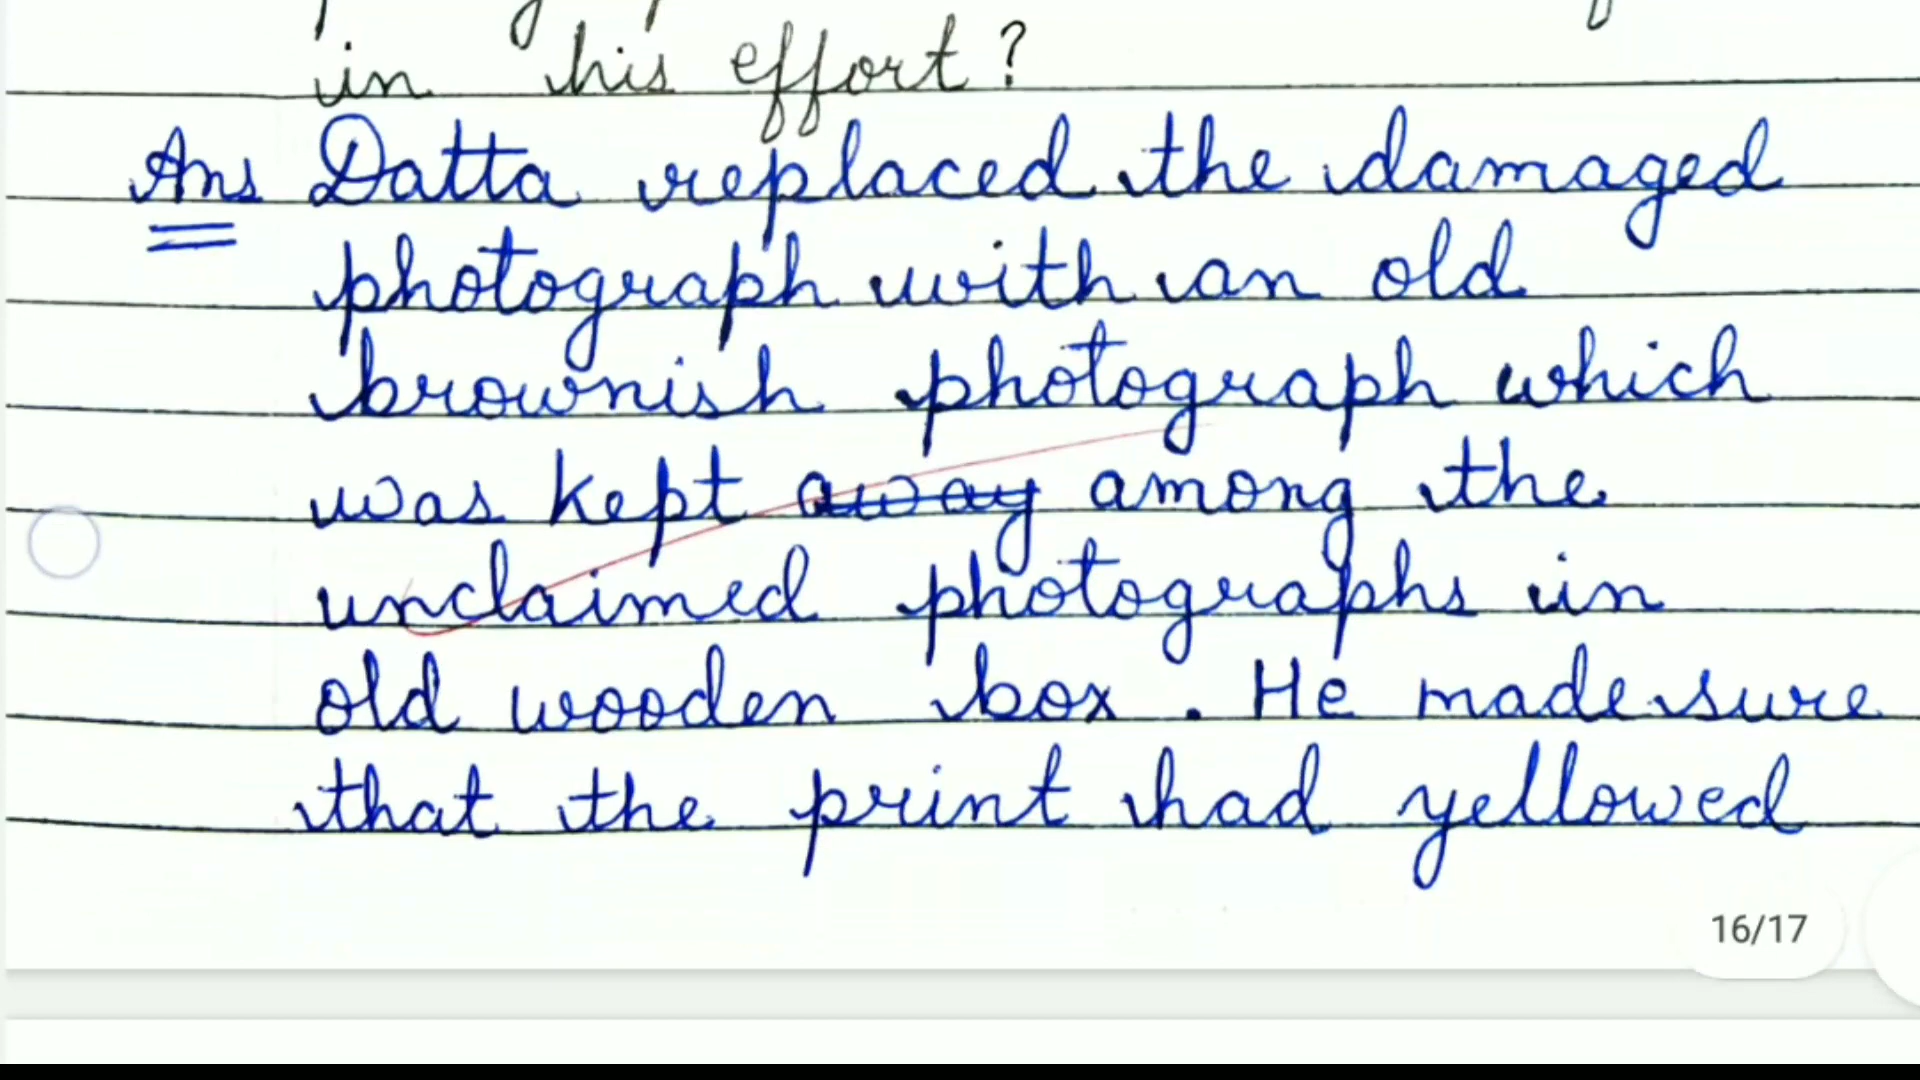 in his effort?
Ans Datta replaced the damaged
photograph with an old
brownish photograph which
was kept away among the
unclaimed photographs in
old wooden box. He made sure
that the print had yellowed
16/17